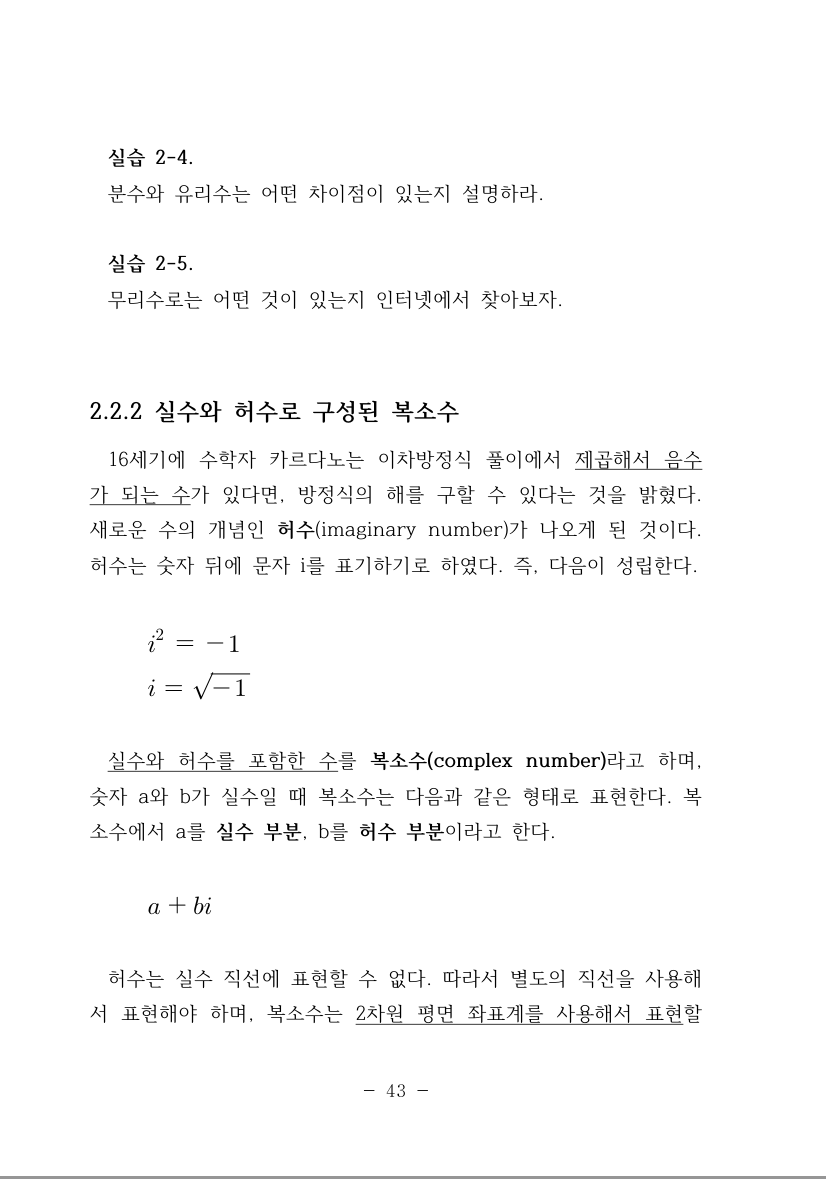 실습 2-4.
분수와 유리수는 어떤 차이점이 있는지 설명하라.
실습 2-5.
무리수로는 어떤 것이 있는지 인터넷에서 찾아보자.
2.2.2 실수와 허수로 구성된 복소수
16세기에 수학자 카르다노는 이차방정식 풀이에서 제곱해서 음수
가 되는 수가 있다면, 방정식의 해를 구할 수 있다는 것을 밝혔다.
새로운 수의 개념인 허수(imaginary number)가 나오게 된 것이다.
허수는 숫자 뒤에 문자 i를 표기하기로 하였다. 즉, 다음이 성립한다.
i² = −1
i = √−1
실수와 허수를 포함한 수를 복소수(complex number)라고 하며,
숫자 a와 b가 실수일 때 복소수는 다음과 같은 형태로 표현한다. 복
소수에서 a를 실수 부분, b를 허수 부분이라고 한다.
a + bi
허수는 실수 직선에 표현할 수 없다. 따라서 별도의 직선을 사용해
서 표현해야 하며, 복소수는 2차원 평면 좌표계를 사용해서 표현할
- 43 -